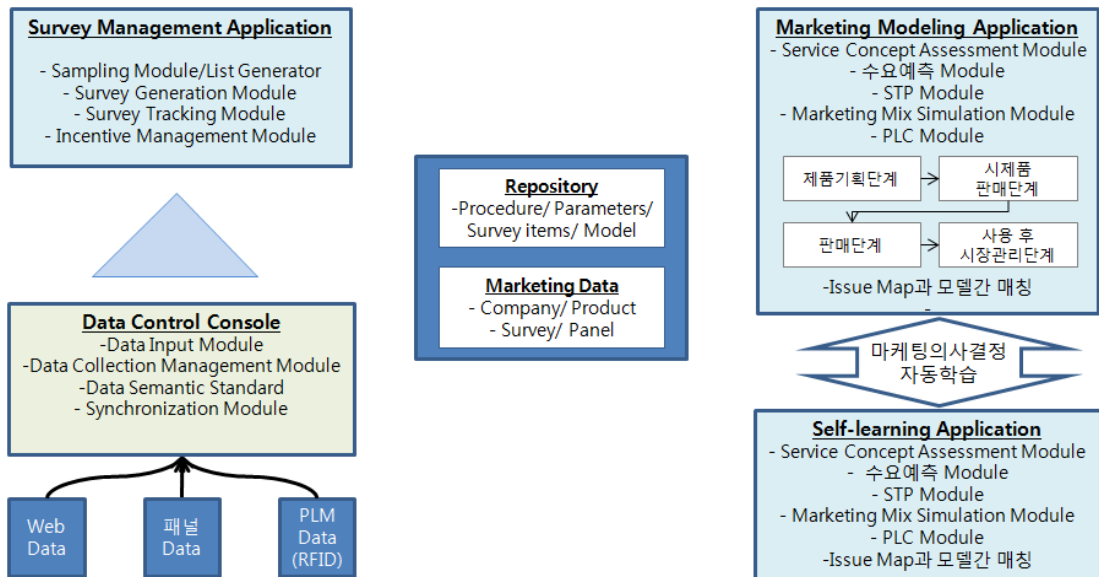 Survey Management Application
- Sampling Module/List Generator
- Survey Generation Module
- Survey Tracking Module
- Incentive Management Module
Data Control Console
-Data Input Module
-Data Collection Management Module
-Data Semantic Standard
- Synchronization Module
Web
Data
패널
Data
PLM
Data
(RFID)
Repository
-Procedure/ Parameters/
Survey items/ Model
Marketing Data
- Company/ Product
- Survey/ Panel
Marketing Modeling Application
- Service Concept Assessment Module
- 수요예측 Module
- STP Module
- Marketing Mix Simulation Module
- PLC Module
제품기획단계
시제품
판매단계
판매단계
사용 후
시장관리단계
-Issue Map과 모델간 매칭
-
마케팅의사결정
자동학습
Self-learning Application
- Service Concept Assessment Module
- 수요예측 Module
- STP Module
- Marketing Mix Simulation Module
- PLC Module
-Issue Map과 모델간 매칭